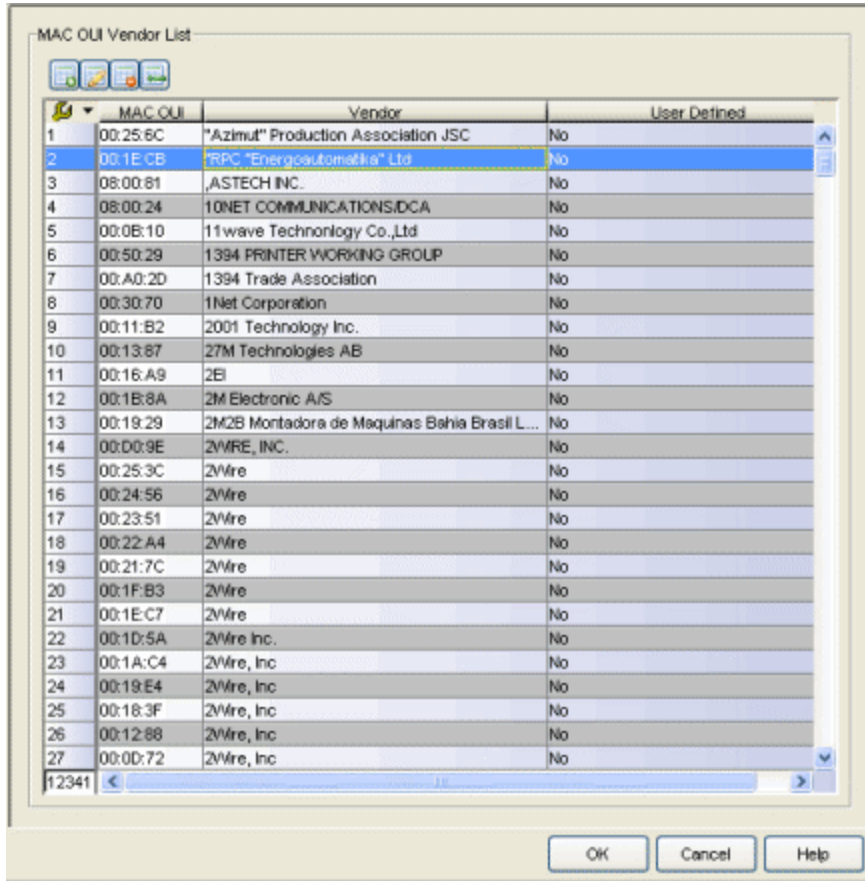 MAC OUI Vendor List
MAC OUI Vendor User Defined
1 00:25:6C "Azimut" Production Association JSC No
2 00:1E:CB "RPC "Energoautomatika" Ltd No
3 08:00:81 ,ASTECH INC. No
4 08:00:24 10NET COMMUNICATIONS/DCA No
5 00:0B:10 11wave Technonlogy Co.,Ltd No
6 00:50:29 1394 PRINTER WORKING GROUP No
7 00:A0:2D 1394 Trade Association No
8 00:30:70 1Net Corporation No
9 00:11:B2 2001 Technology Inc. No
10 00:13:87 27M Technologies AB No
11 00:16:A9 2EI No
12 00:1B:8A 2M Electronic A/S No
13 00:19:29 2M2B Montadora de Maquinas Bahia Brasil L... No
14 00:D0:9E 2WIRE, INC. No
15 00:25:3C 2Wire No
16 00:24:56 2Wire No
17 00:23:51 2Wire No
18 00:22:A4 2Wire No
19 00:21:7C 2Wire No
20 00:1F:B3 2Wire No
21 00:1E:C7 2Wire No
22 00:1D:5A 2Wire Inc. No
23 00:1A:C4 2Wire, Inc No
24 00:19:E4 2Wire, Inc No
25 00:18:3F 2Wire, Inc No
26 00:12:88 2Wire, Inc No
27 00:0D:72 2Wire, Inc No
12341
OK Cancel Help